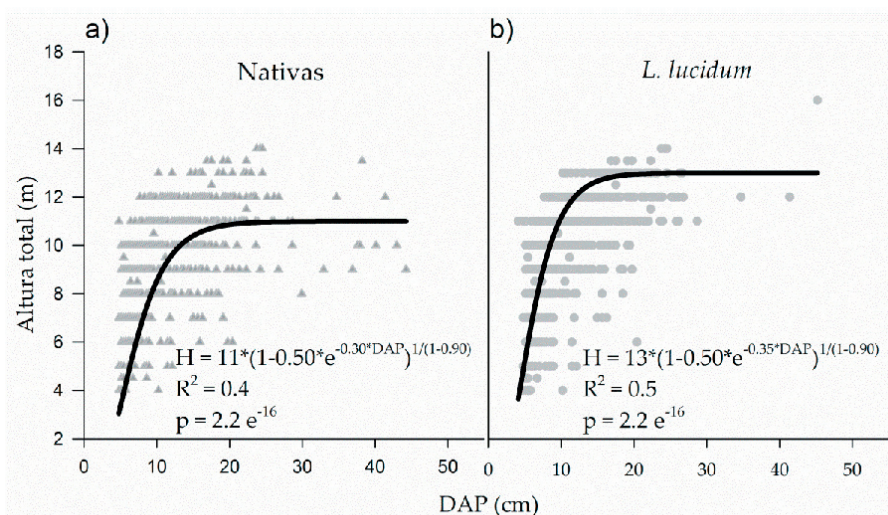 a)
Nativas
H = 11*(1-0.50*e^-0.30*DAP)^1/(1-0.90)
R² = 0.4
p = 2.2 e^-16
b)
L. lucidum
H = 13*(1-0.50*e^-0.35*DAP)^1/(1-0.90)
R² = 0.5
p = 2.2 e^-16
Altura total (m)
18
16
14
12
10
8
6
4
2
0 10 20 30 40 50
0 10 20 30 40 50
DAP (cm)